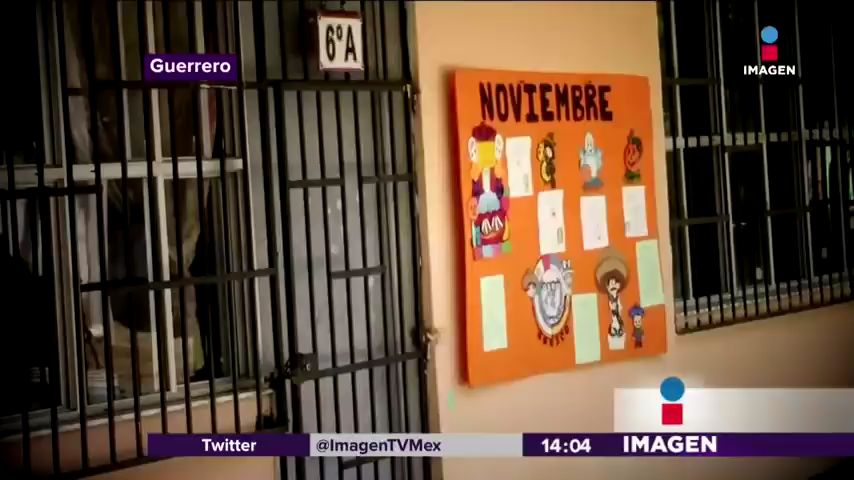 6°A
Guerrero
IMAGEN
NOVIEMBRE
Twitter
@ImagenTVMex
14:04
IMAGEN